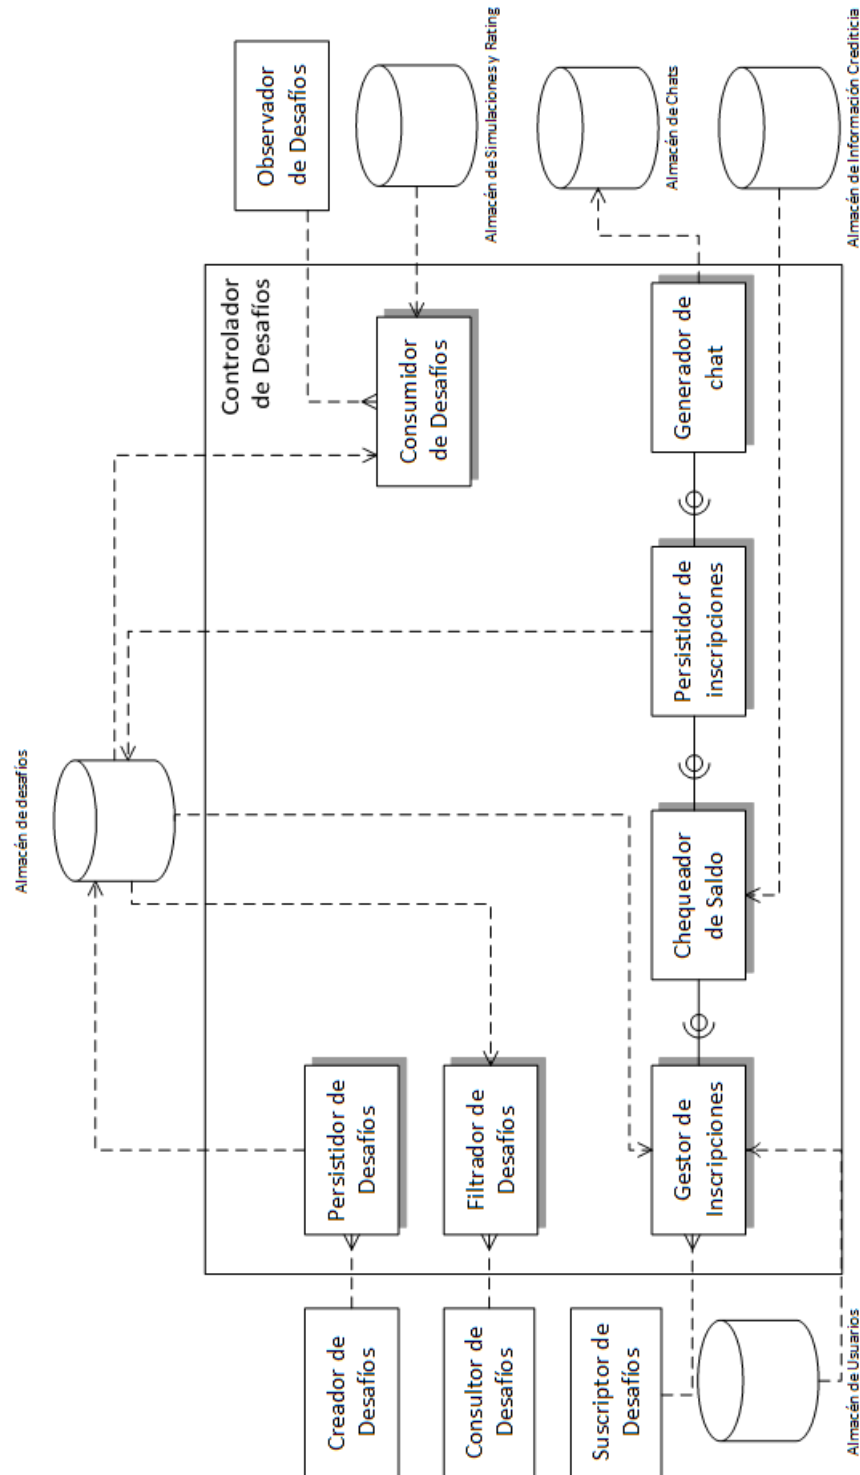 Almacén de desafíos
Creador de
Desafíos
Consultor de
Desafíos
Suscriptor de
Desafíos
Almacén de Usuarios
Controlador
de Desafíos
Persistidor de
Desafíos
Filtrador de
Desafíos
Gestor de
Inscripciones
Chequeador
de Saldo
Persistidor de
inscripciones
Generador de
chat
Consumidor
de Desafíos
Observador
de Desafíos
Almacén de Simulaciones y Rating
Almacén de Chats
Almacén de Información Crediticia